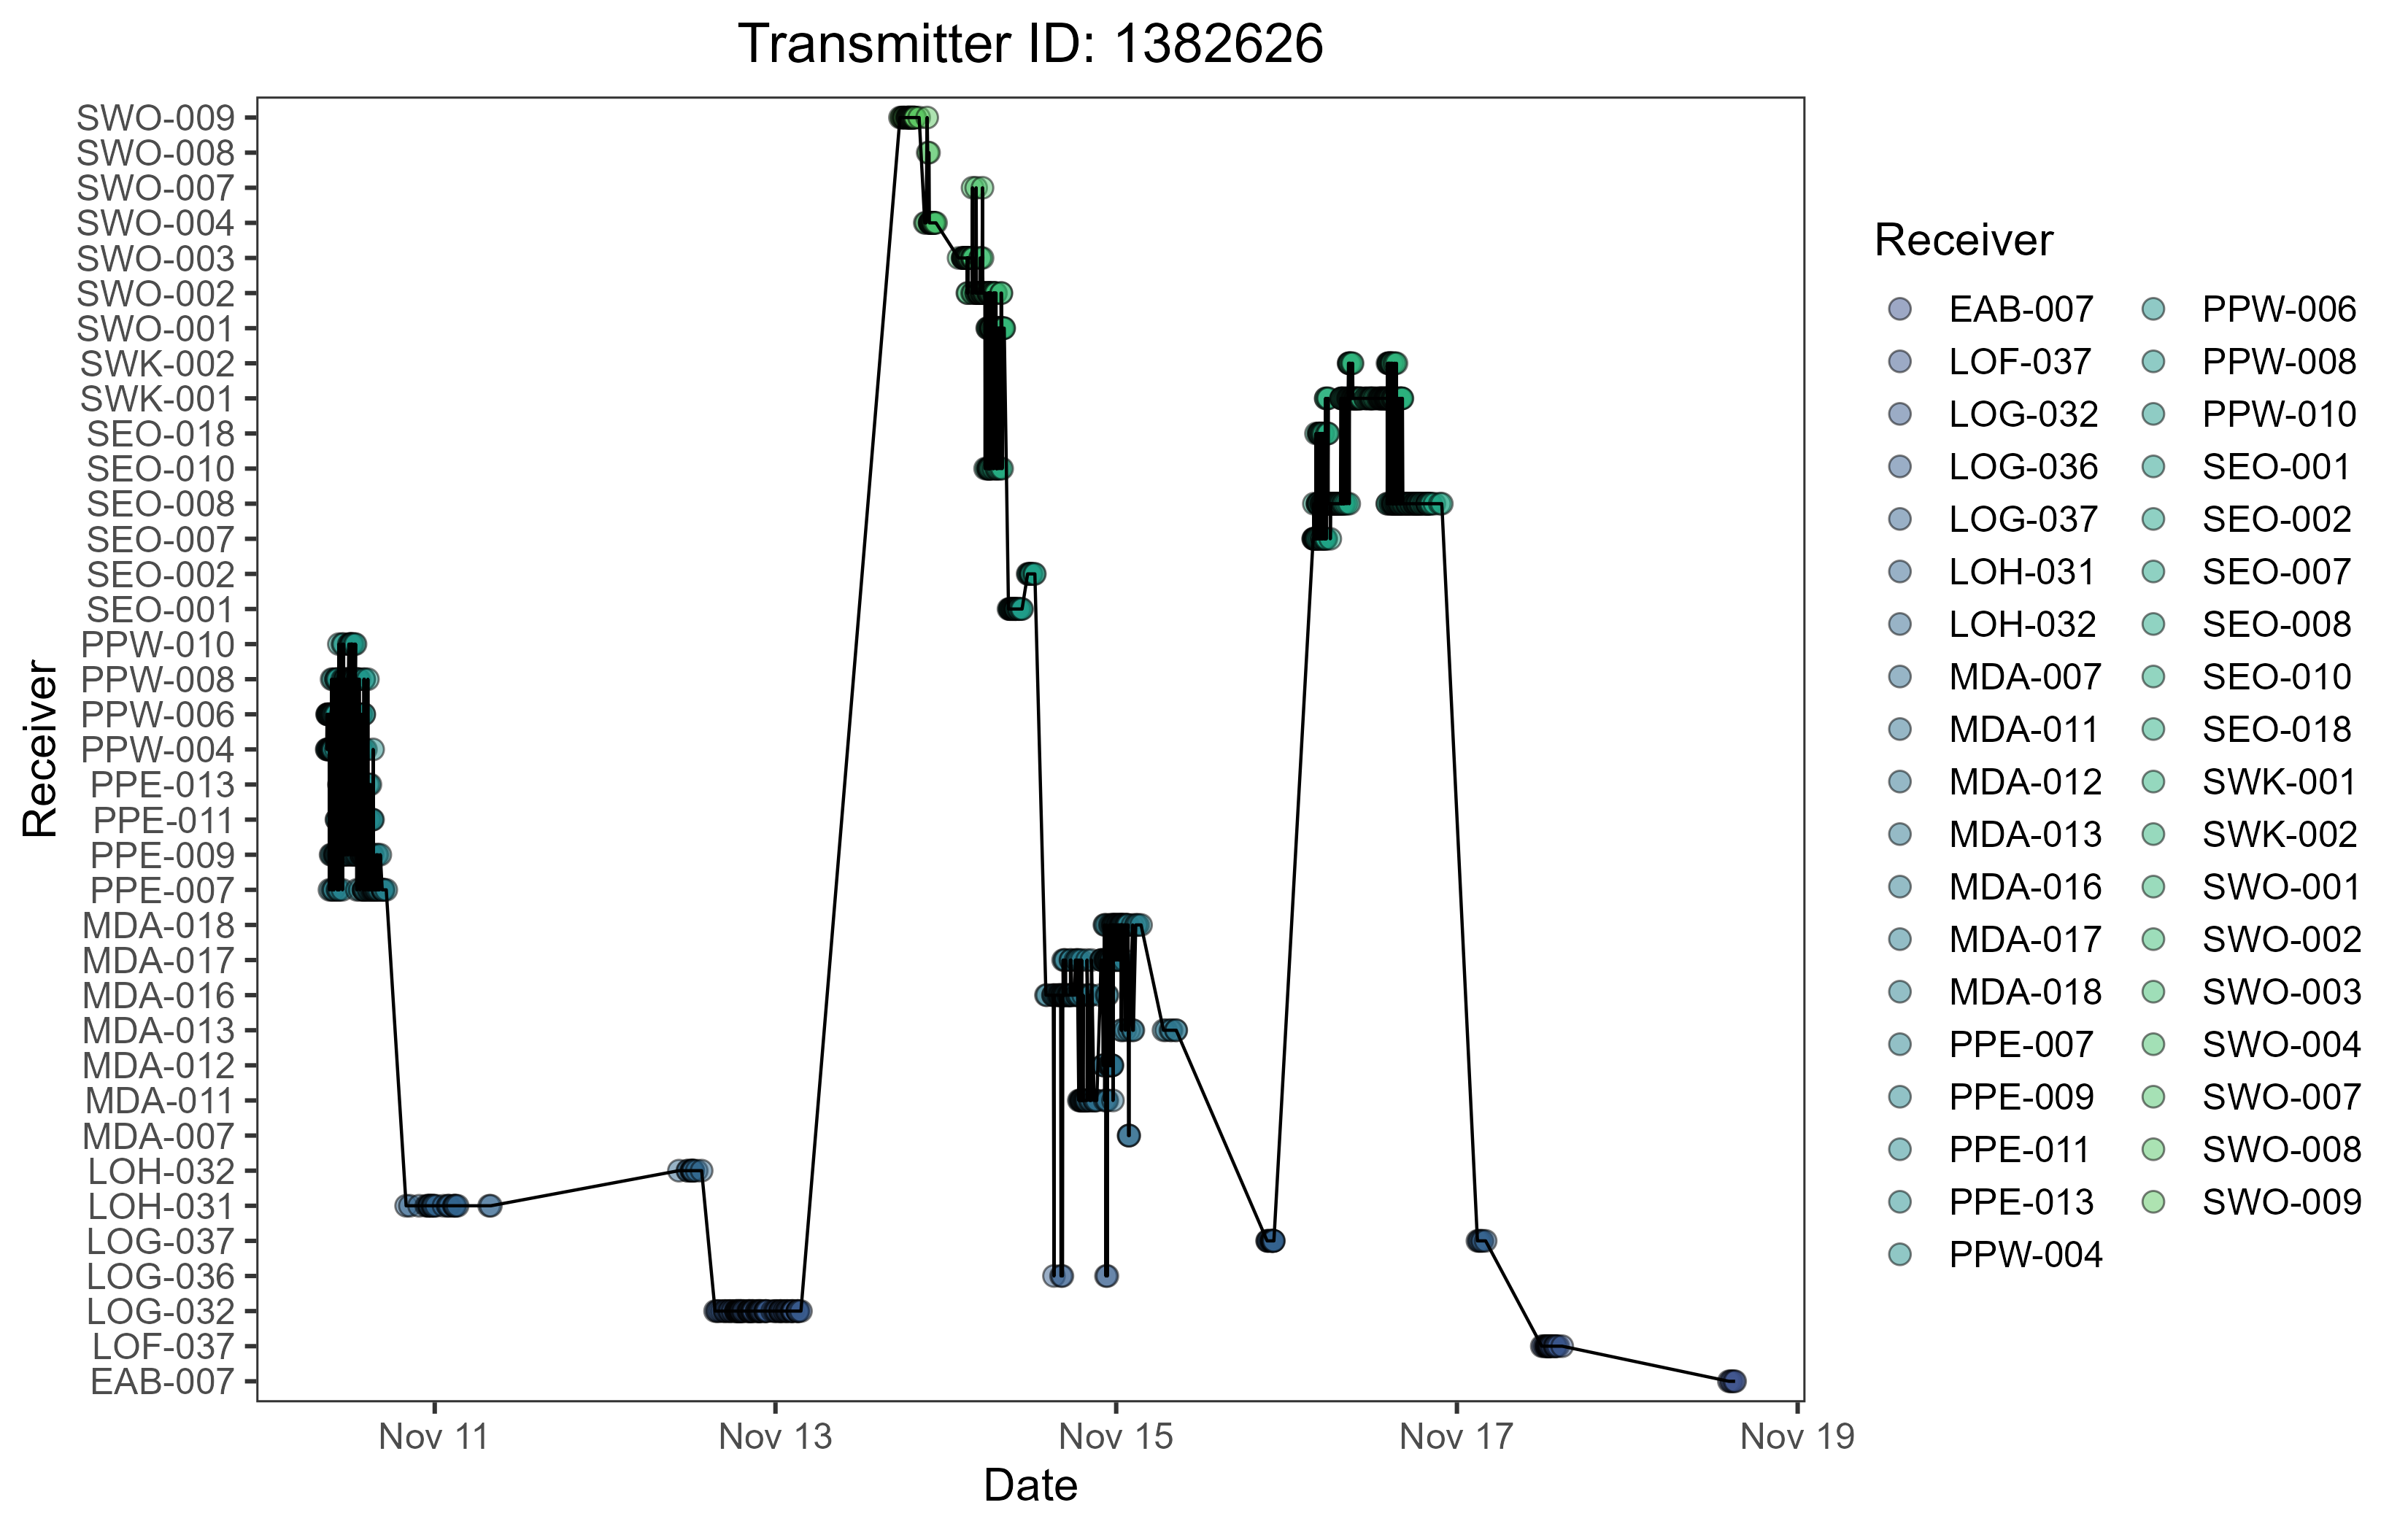 Transmitter ID: 1382626
Receiver
SWO-009
SWO-008
SWO-007
SWO-004
SWO-003
SWO-002
SWO-001
SWK-002
SWK-001
SEO-018
SEO-010
SEO-008
SEO-007
SEO-002
SEO-001
PPW-010
PPW-008
PPW-006
PPW-004
PPE-013
PPE-011
PPE-009
PPE-007
MDA-018
MDA-017
MDA-016
MDA-013
MDA-012
MDA-011
MDA-007
LOH-032
LOH-031
LOG-037
LOG-036
LOG-032
LOF-037
EAB-007
Nov 11 Nov 13 Nov 15 Nov 17 Nov 19
Date
Receiver
EAB-007 PPW-006
LOF-037 PPW-008
LOG-032 PPW-010
LOG-036 SEO-001
LOG-037 SEO-002
LOH-031 SEO-007
LOH-032 SEO-008
MDA-007 SEO-010
MDA-011 SEO-018
MDA-012 SWK-001
MDA-013 SWK-002
MDA-016 SWO-001
MDA-017 SWO-002
MDA-018 SWO-003
PPE-007 SWO-004
PPE-009 SWO-007
PPE-011 SWO-008
PPE-013 SWO-009
PPW-004